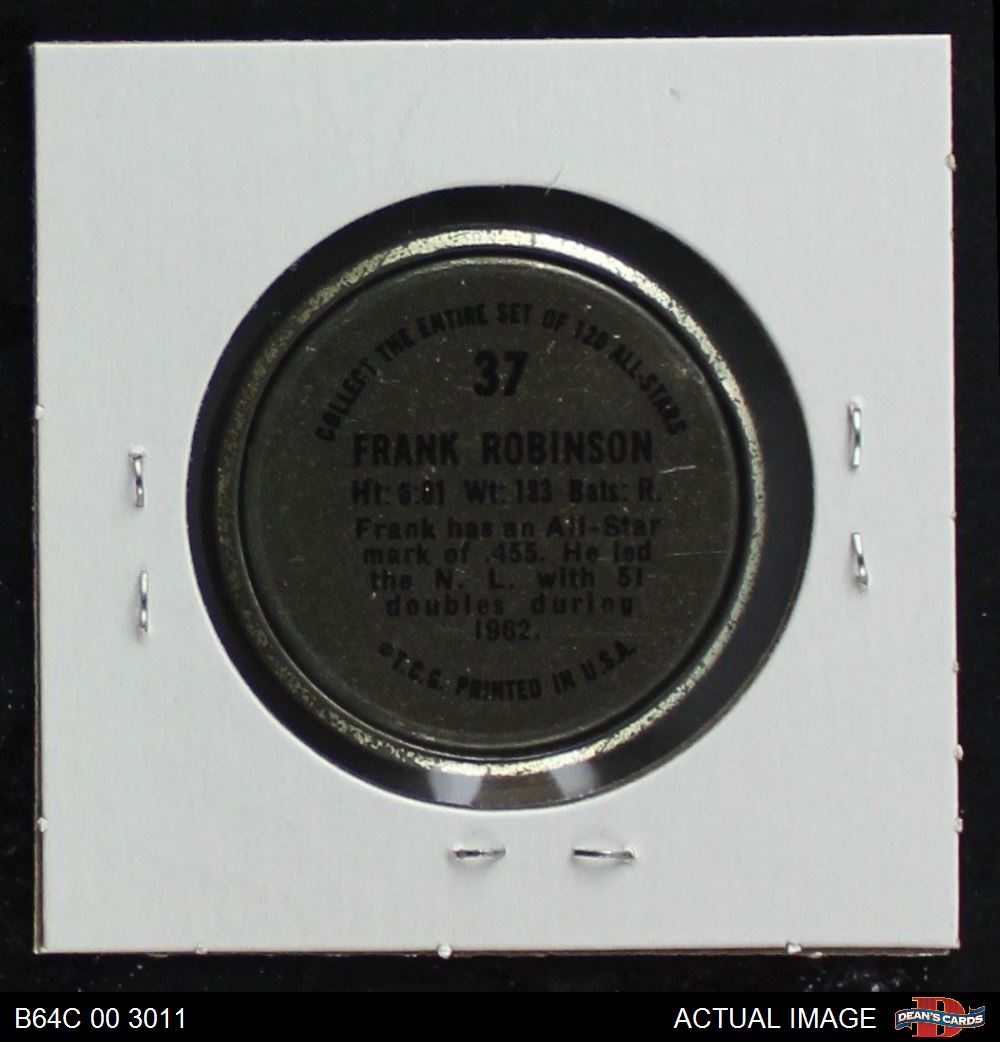 COLLECT THE ENTIRE SET OF 120 ALL-STARS
37
FRANK ROBINSON
Ht: 6:01 Wt: 183 Bats: R.
Frank has an All-Star
mark of .455. He led
the N. L. with 51
doubles during
1962.
©T.C.G. PRINTED IN U.S.A.
B64C 00 3011
ACTUAL IMAGE
D
DEAN'S CARDS